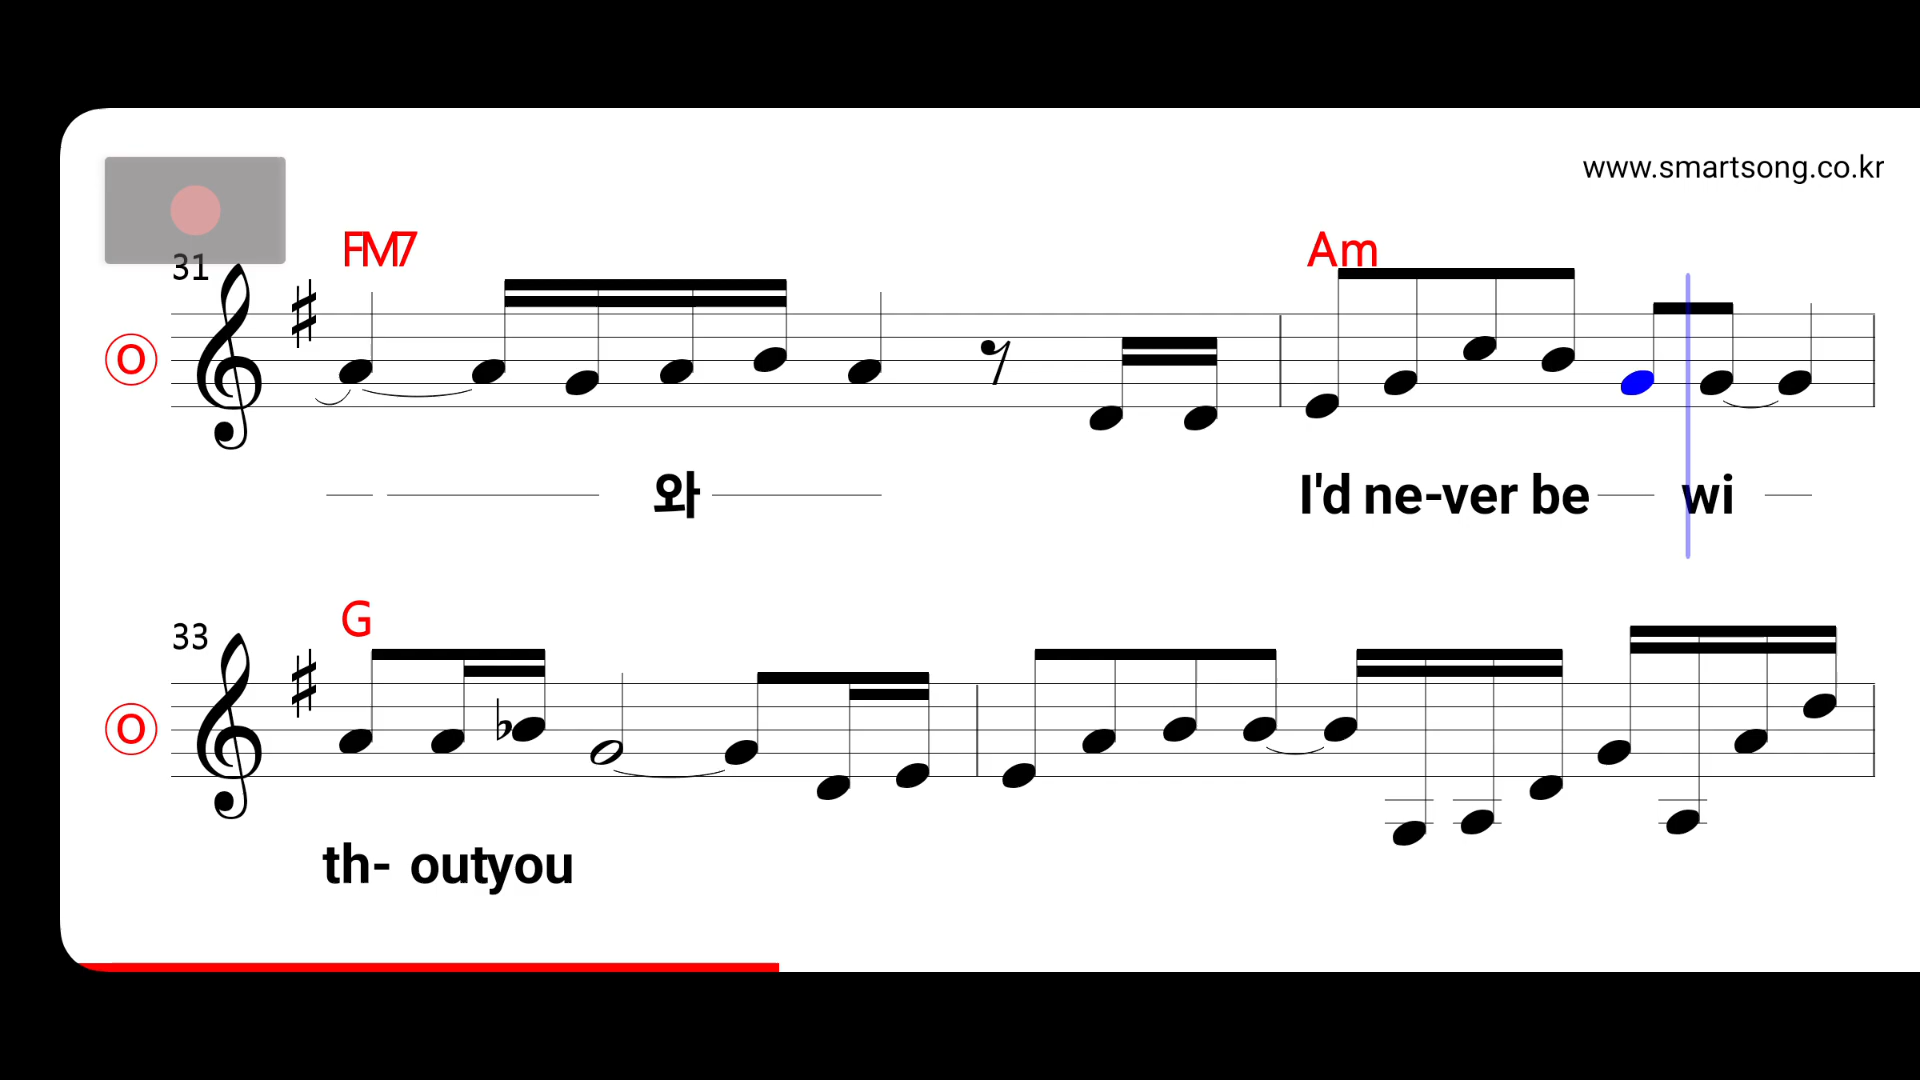 www.smartsong.co.kr
31 FM7 Am
O
와 I'd ne-ver be wi
33 G
O
th- outyou